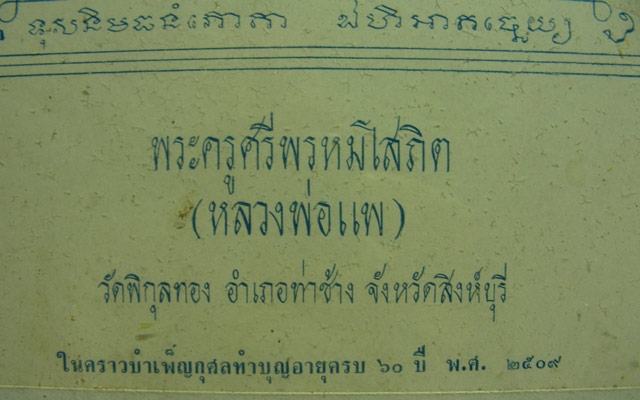 พระครูศรีพรหมโสภิต
(หลวงพ่อแพ)
วัดพิกุลทอง อำเภอท่าช้าง จังหวัดสิงห์บุรี
ในคราวบำเพ็ญกุศลทำบุญอายุครบ ๖๐ ปี พ.ศ. ๒๕๐๙